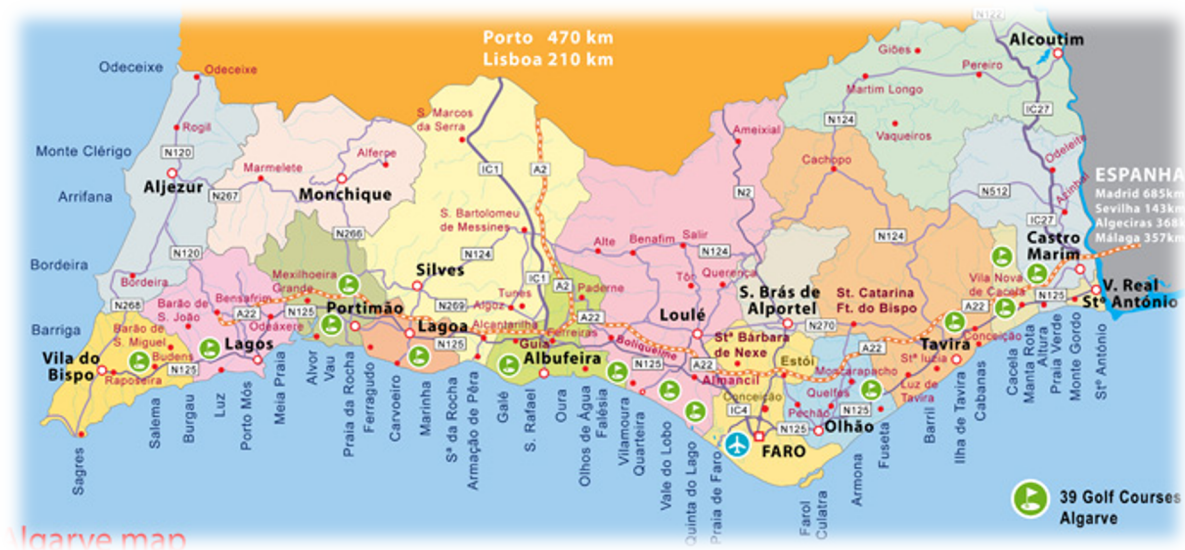 Porto 470 km
Lisboa 210 km
N122
Alcoutim
Giões
Pereiro
Martim Longo
IC27
N124
Vaqueiros
Odeceixe
Odeceixe
Rogil
Monte Clérigo
N120
Aljezur
Arrifana
Marmelete
Alferce
Monchique
N267
N266
S. Marcos
da Serra
IC1
A2
Ameixial
N2
Cachopo
N512
Odeleite
Azinhal
IC27
ESPANHA
Madrid 685km
Sevilha 143km
Algeciras 368k
Málaga 357km
S. Bartolomeu
de Messines
N124
Alte
Benafim
Salir
N124
N124
Castro
Marim
N120
Bordeira
Bordeira
N268
Mexilhoeira
Grande
Silves
IC1
A2
Paderne
Tôr
Querença
Vila Nova
de Cacela
N125
V. Real
Stº António
Barão de
S. João
Bensafrim
A22
N125
Odeáxere
Portimão
N269
Algoz
Tunes
A22
Loulé
S. Brás de
Alportel
St. Catarina
Ft. do Bispo
N270
A22
Conceição
Barriga
Barão de
S. Miguel
Budens
Vila do
Bispo
Raposeira
N125
Lagos
Lagoa
N125
Alcantarilha
Guia
Ferreiras
Albufeira
Boliqueime
N125
A22
Almancil
Stª Bárbara
de Nexe
Estói
A22
Moncarapacho
Tavira
Stª luzia
Luz de
Tavira
Conceição
IC4
N125
Pechão
Quelfes
N125
Olhão
FARO
Sagres
Salema
Burgau
Luz
Porto Mós
Meia Praia
Alvor
Vau
Praia da Rocha
Ferragudo
Carvoeiro
Marinha
Sª da Rocha
Armação de Pêra
Galé
S. Rafael
Oura
Olhos de Água
Falésia
Vilamoura
Quarteira
Vale do Lobo
Quinta do Lago
Praia de Faro
Farol
Culatra
Armona
Fuseta
Barril
Ilha de Tavira
Cabanas
Cacela
Manta Rota
Altura
Praia Verde
Monte Gordo
Stº António
39 Golf Courses
Algarve
Algarve map